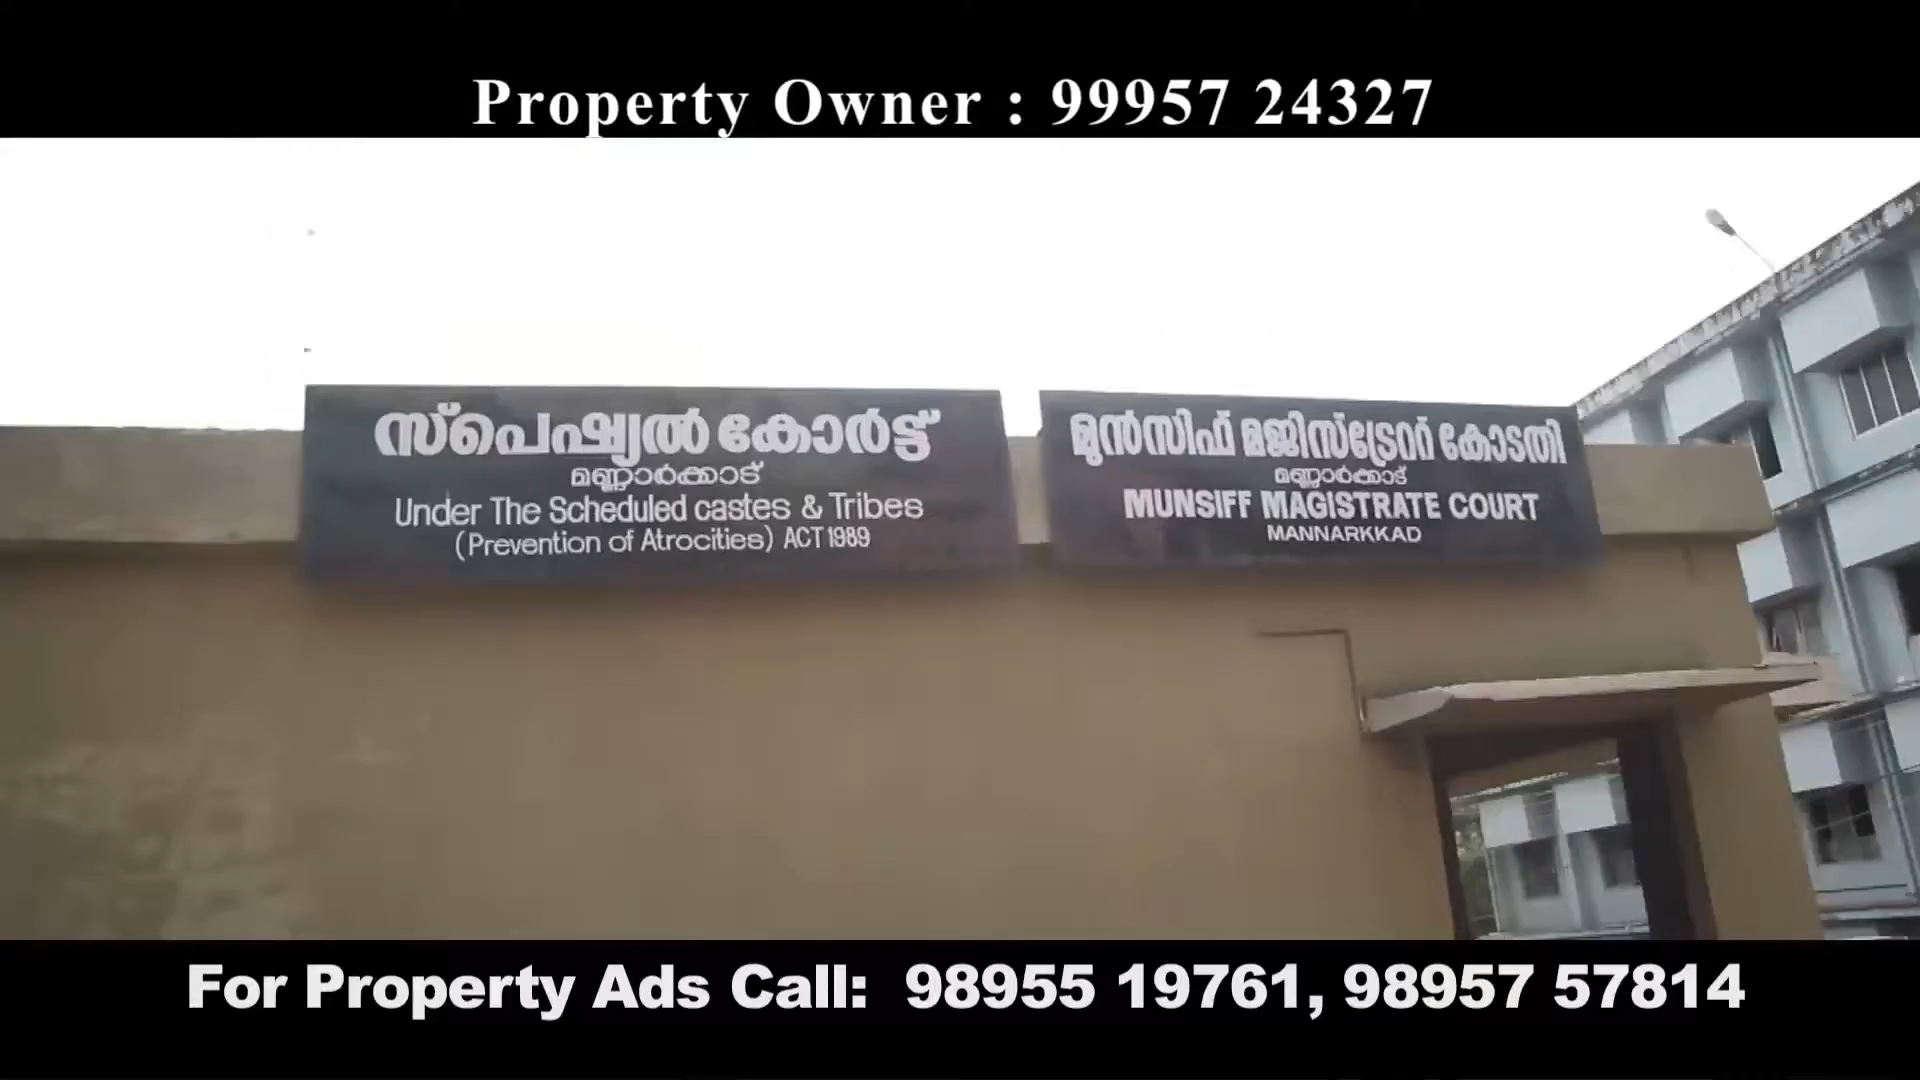 Property Owner : 99957 24327
സ്പെഷ്യൽ കോർട്ട്
മണ്ണാർക്കാട്
Under The Scheduled castes & Tribes
(Prevention of Atrocities) ACT 1989
മുൻസിഫ് മജിസ്ട്രേററ് കോടതി
മണ്ണാർക്കാട്
MUNSIFF MAGISTRATE COURT
MANNARKKAD
For Property Ads Call: 98955 19761, 98957 57814